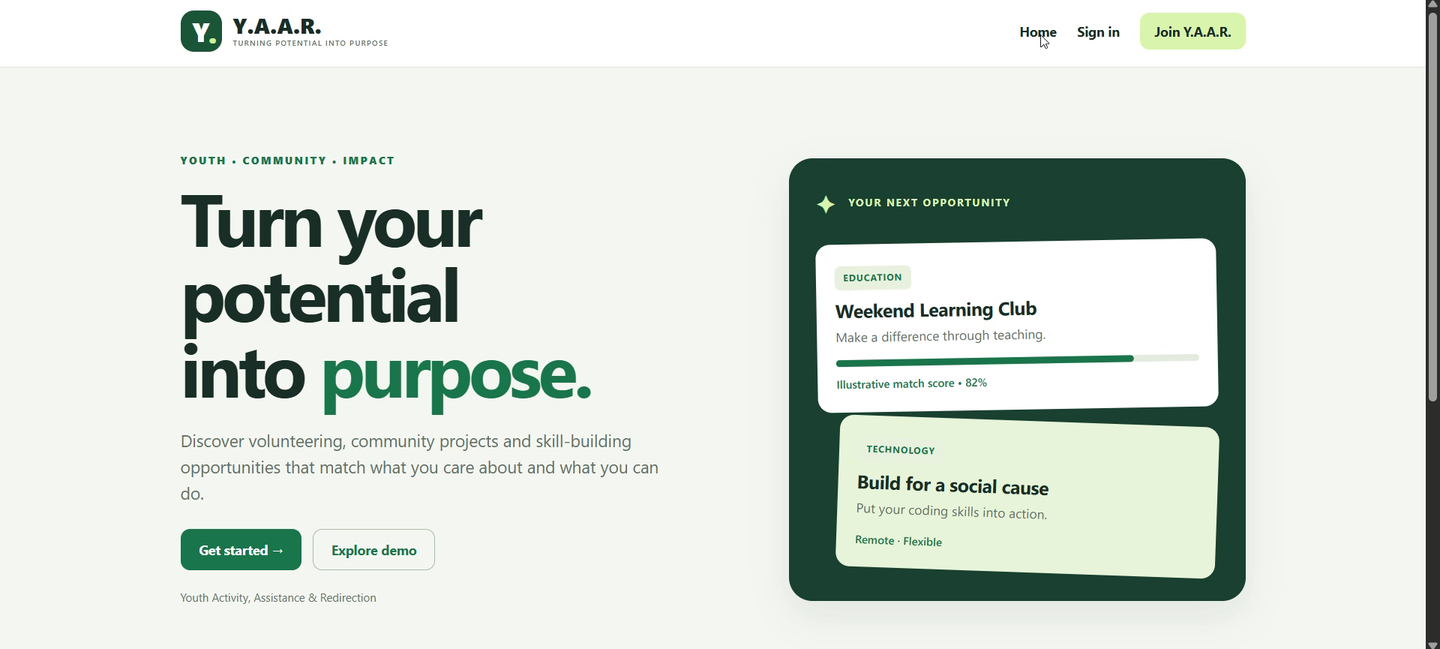 Y.
Y.A.A.R.
TURNING POTENTIAL INTO PURPOSE
Home
Sign in
Join Y.A.A.R.
YOUTH • COMMUNITY • IMPACT
Turn your
potential
into purpose.
Discover volunteering, community projects and skill-building
opportunities that match what you care about and what you can
do.
Get started →
Explore demo
Youth Activity, Assistance & Redirection
YOUR NEXT OPPORTUNITY
EDUCATION
Weekend Learning Club
Make a difference through teaching.
Illustrative match score • 82%
TECHNOLOGY
Build for a social cause
Put your coding skills into action.
Remote · Flexible